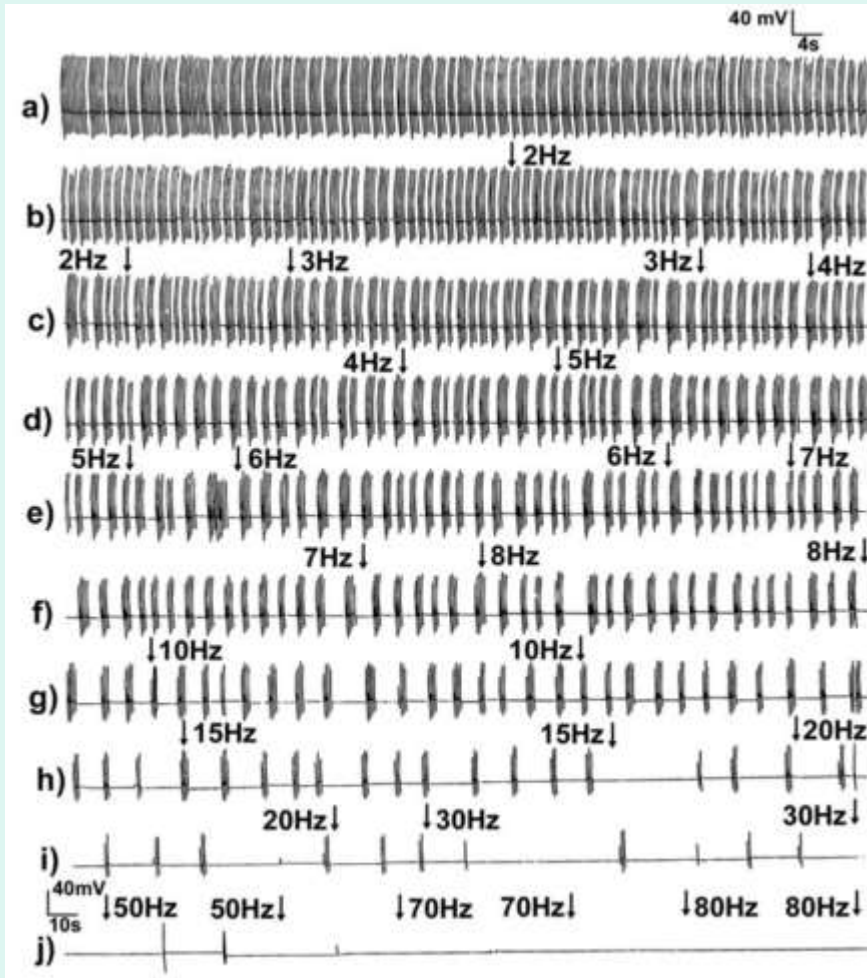 40 mV
4s
a)
2Hz
b)
2Hz 3Hz 3Hz 4Hz
c)
4Hz 5Hz
d)
5Hz 6Hz 6Hz 7Hz
e)
7Hz 8Hz 8Hz
f)
10Hz 10Hz
g)
15Hz 15Hz 20Hz
h)
20Hz 30Hz 30Hz
i)
40mV
10s
50Hz 50Hz 70Hz 70Hz 80Hz 80Hz
j)